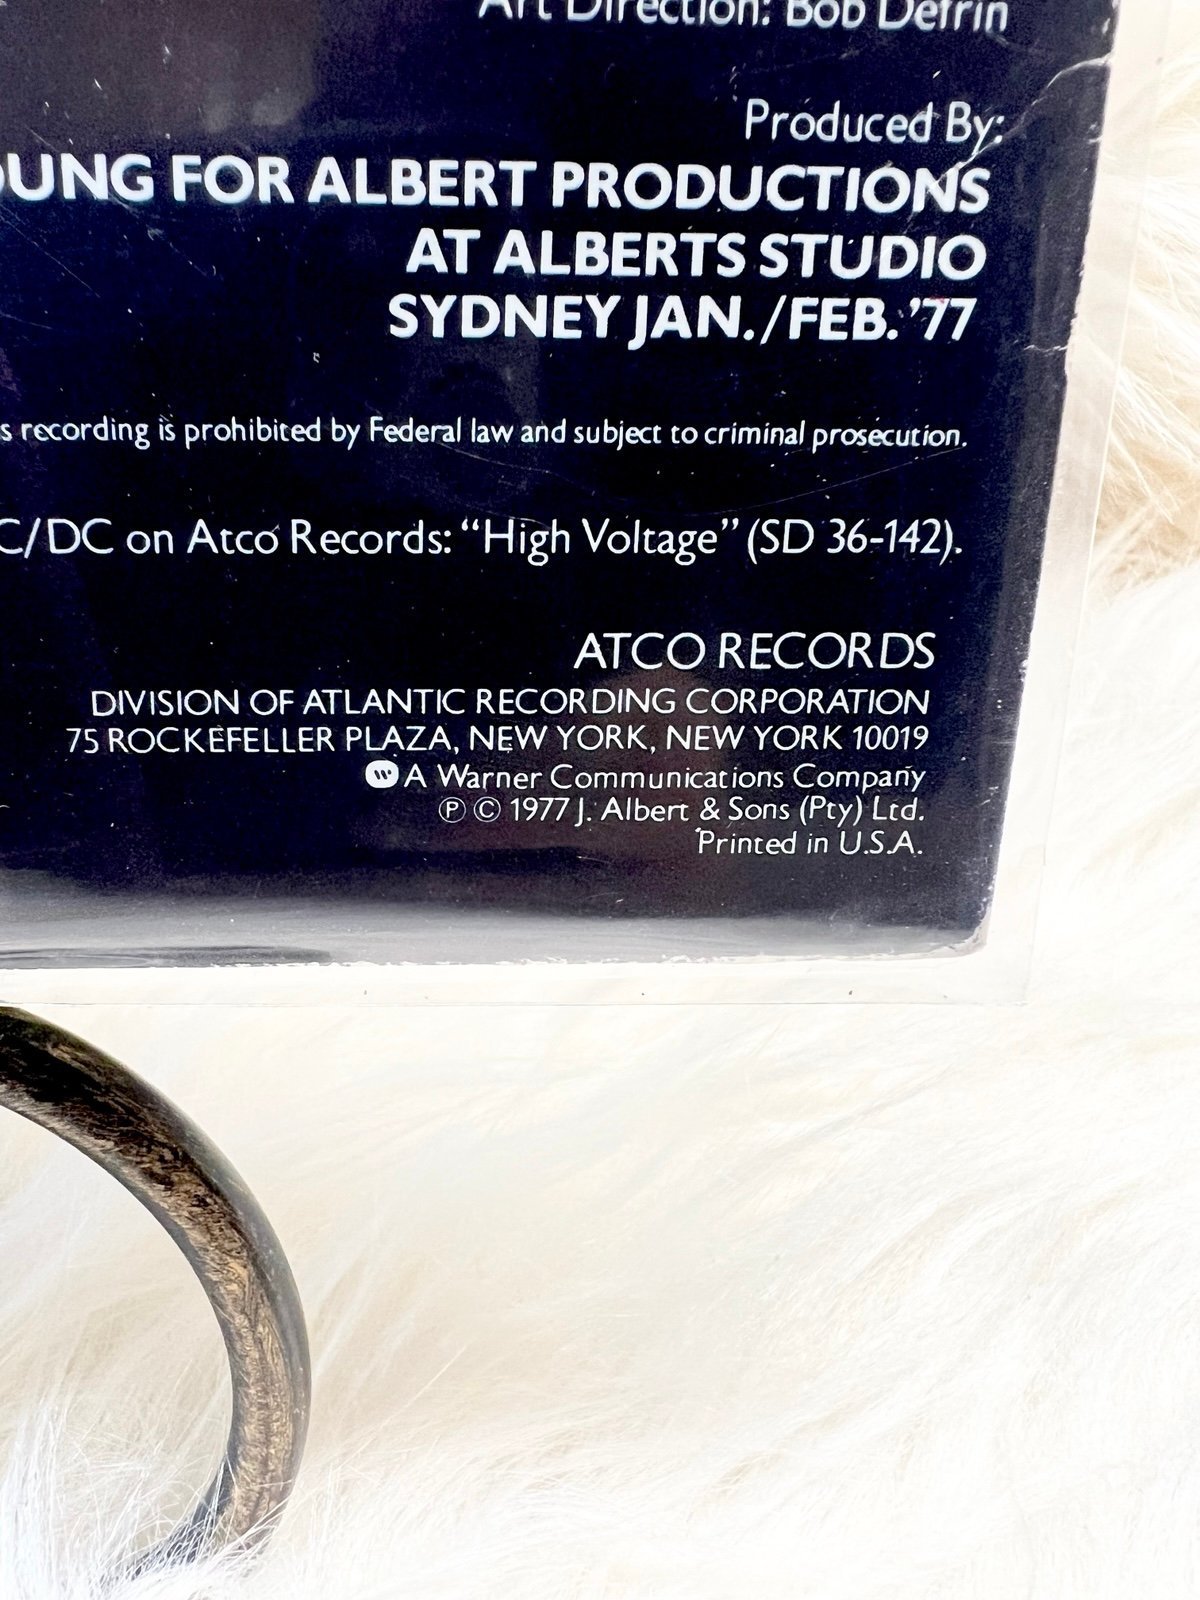 Art Direction: Bob Defrin
Produced By:
OUNG FOR ALBERT PRODUCTIONS
AT ALBERTS STUDIO
SYDNEY JAN./FEB. '77
s recording is prohibited by Federal law and subject to criminal prosecution.
C/DC on Atco Records: “High Voltage” (SD 36-142).
ATCO RECORDS
DIVISION OF ATLANTIC RECORDING CORPORATION
75 ROCKEFELLER PLAZA, NEW YORK, NEW YORK 10019
A Warner Communications Company
℗ © 1977 J. Albert & Sons (Pty) Ltd.
Printed in U.S.A.